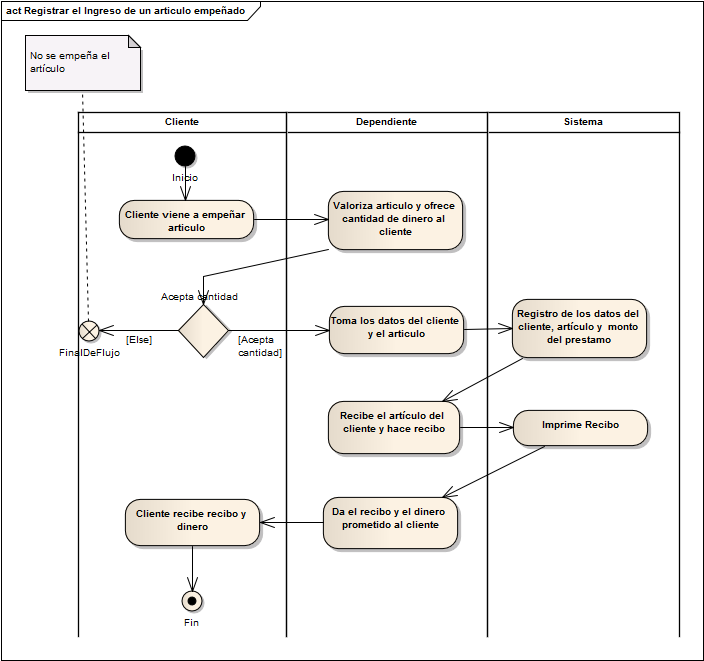 act Registrar el Ingreso de un articulo empeñado
No se empeña el
artículo
Cliente
Dependiente
Sistema
Inicio
Cliente viene a empeñar
articulo
Valoriza articulo y ofrece
cantidad de dinero al
cliente
Acepta cantidad
[Else]
[Acepta
cantidad]
FinalDeFlujo
Toma los datos del cliente
y el articulo
Registro de los datos del
cliente, artículo y monto
del prestamo
Recibe el artículo del
cliente y hace recibo
Imprime Recibo
Cliente recibe recibo y
dinero
Da el recibo y el dinero
prometido al cliente
Fin